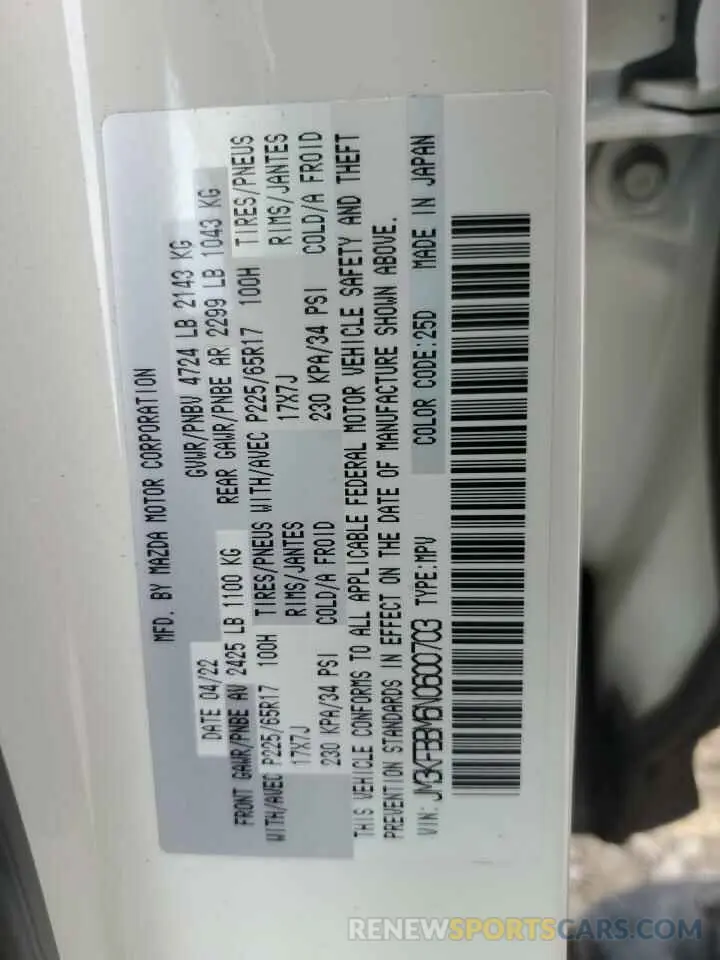 MFD. BY MAZDA MOTOR CORPORATION
DATE 04/22 GVWR/PNBV 4724 LB 2143 KG
FRONT GAWR/PNBE AV 2425 LB 1100 KG REAR GAWR/PNBE AR 2299 LB 1043 KG
WITH/AVEC P225/65R17 100H TIRES/PNEUS WITH/AVEC P225/65R17 100H TIRES/PNEUS
17X7J RIMS/JANTES 17X7J RIMS/JANTES
230 KPA/34 PSI COLD/A FROID 230 KPA/34 PSI COLD/A FROID
THIS VEHICLE CONFORMS TO ALL APPLICABLE FEDERAL MOTOR VEHICLE SAFETY AND THEFT
PREVENTION STANDARDS IN EFFECT ON THE DATE OF MANUFACTURE SHOWN ABOVE.
VIN: JM3KFBBM6N0600703 TYPE:MPV COLOR CODE:25D MADE IN JAPAN
RENEWSPORTSCARS.COM